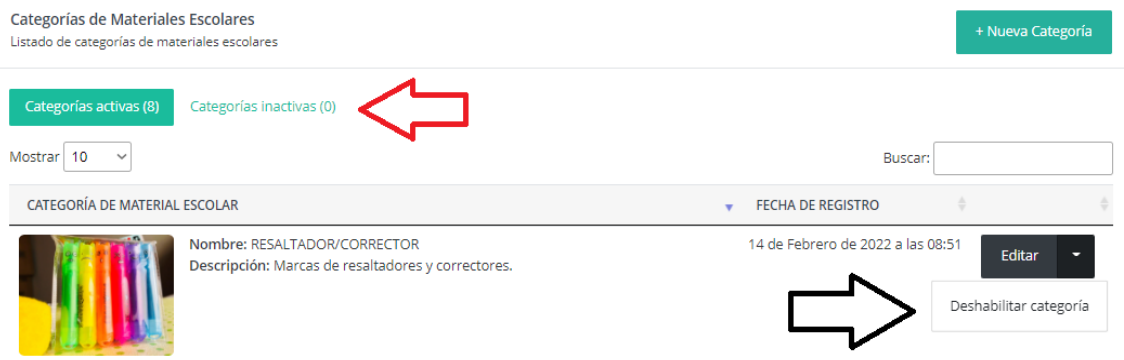 Categorías de Materiales Escolares
Listado de categorías de materiales escolares
+ Nueva Categoría
Categorías activas (8)
Categorías inactivas (0)
Mostrar 10
Buscar:
CATEGORÍA DE MATERIAL ESCOLAR
FECHA DE REGISTRO
Nombre: RESALTADOR/CORRECTOR
Descripción: Marcas de resaltadores y correctores.
14 de Febrero de 2022 a las 08:51
Editar
Deshabilitar categoría